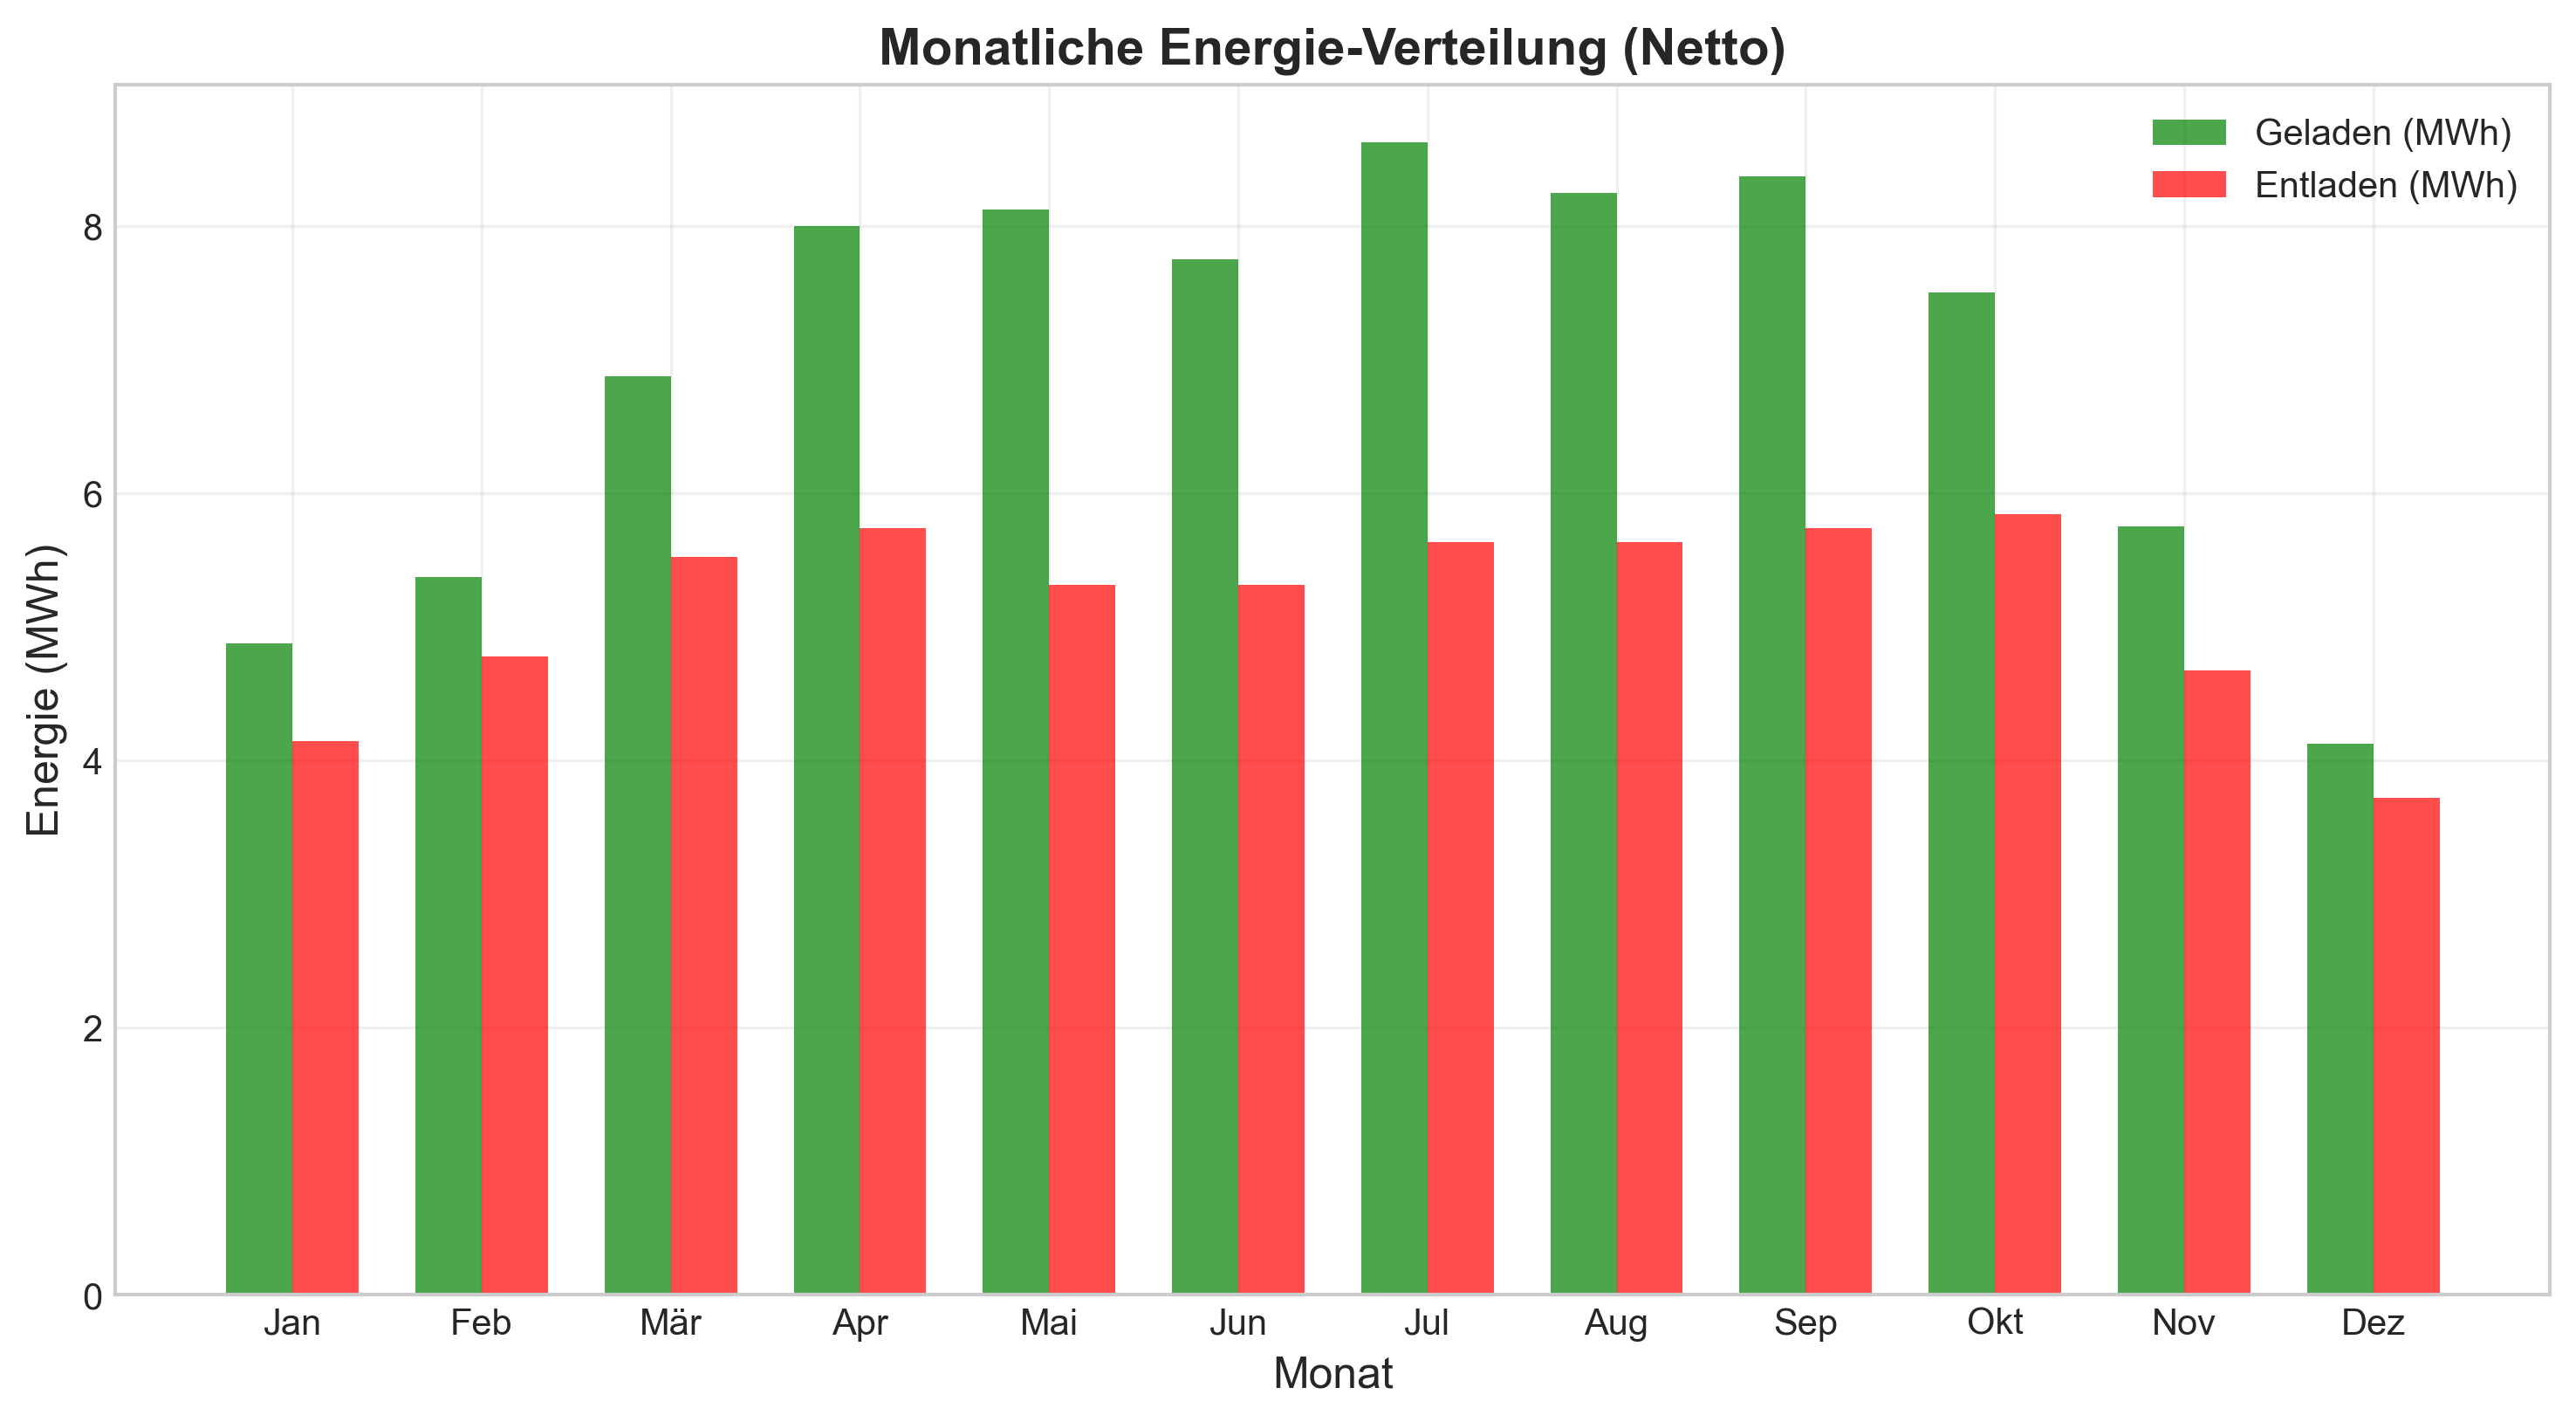 Monatliche Energie-Verteilung (Netto)
Geladen (MWh)
Entladen (MWh)
Energie (MWh)
8
6
4
2
0
Jan Feb Mär Apr Mai Jun Jul Aug Sep Okt Nov Dez
Monat